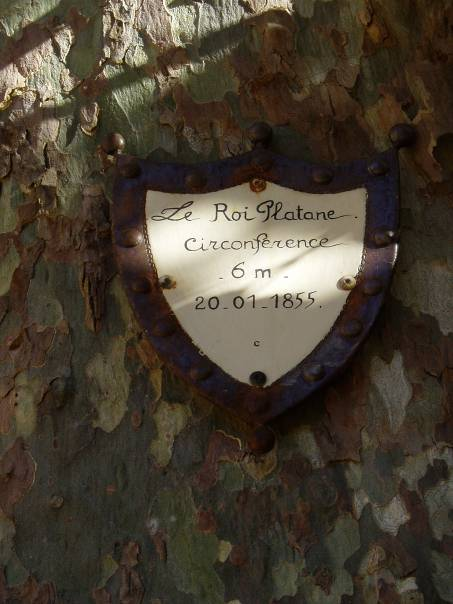 Le Roi Platane.
Circonférence
- 6 m -
20-01-1855.
c